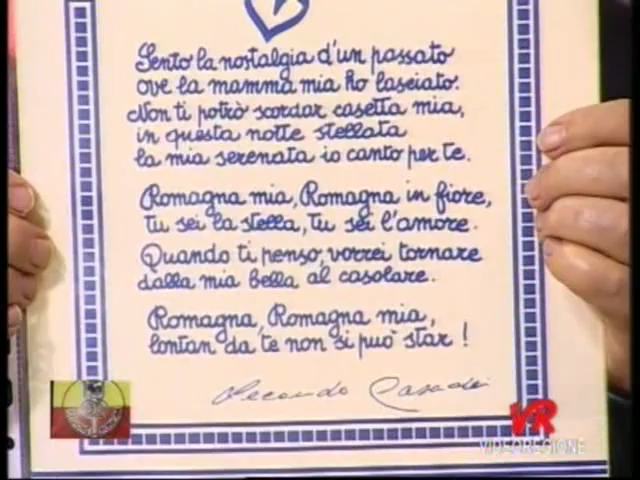 Sento la nostalgia d'un passato
ove la mamma mia ho lasciato.
Non ti potrò scordar casetta mia,
in questa notte stellata
la mia serenata io canto per te.
Romagna mia, Romagna in fiore,
tu sei la stella, tu sei l'amore.
Quando ti penso, vorrei tornare
dalla mia bella al casolare.
Romagna, Romagna mia,
lontan da te non si può star!
Secondo Casadei
VR
VIDEOREGIONE